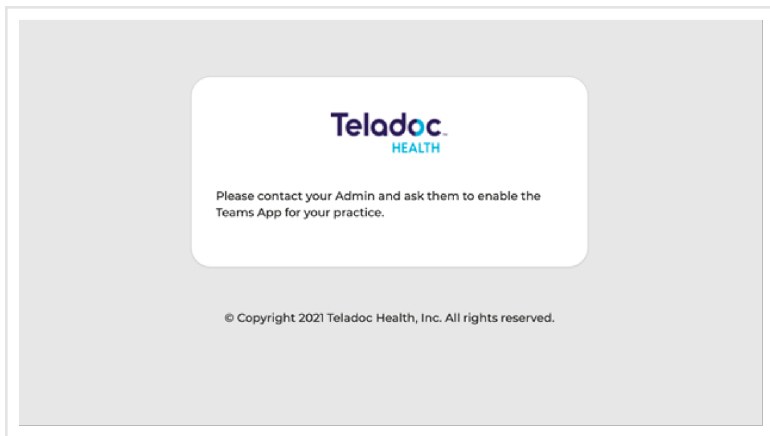 Teladoc™
HEALTH
Please contact your Admin and ask them to enable the
Teams App for your practice.
© Copyright 2021 Teladoc Health, Inc. All rights reserved.